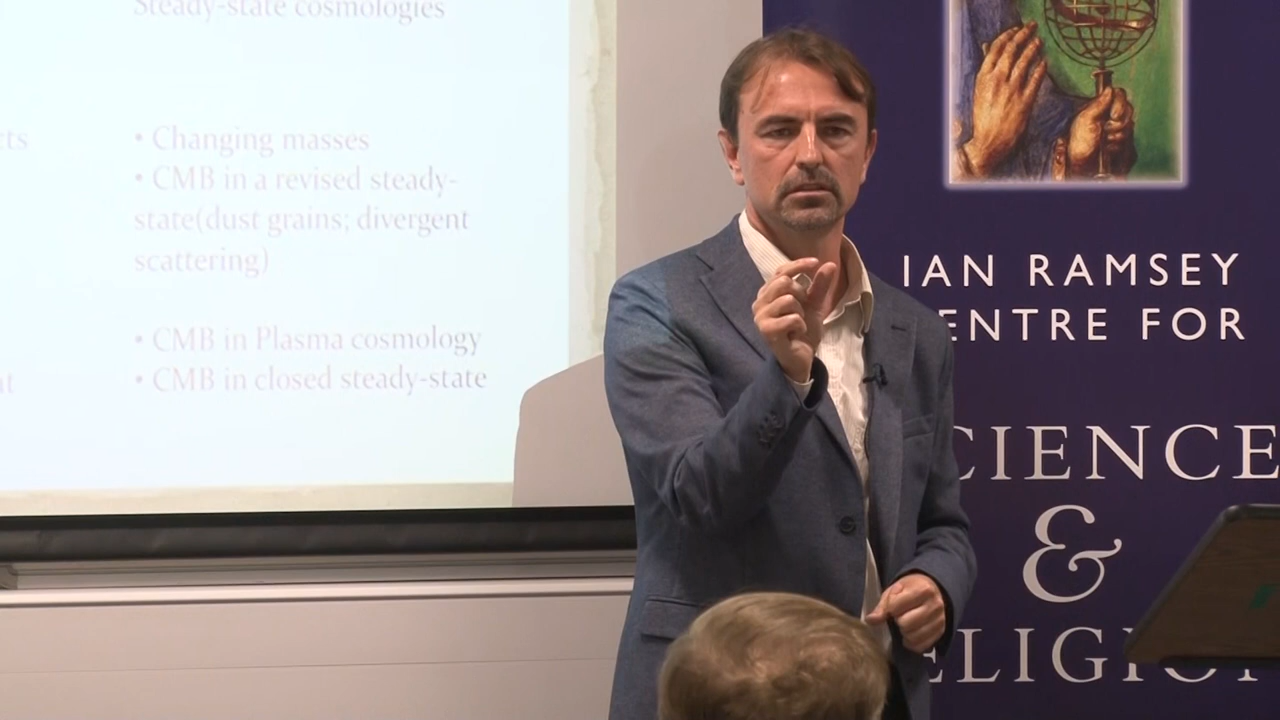 Steady-state cosmologies
• Changing masses
• CMB in a revised steady-
state(dust grains; divergent
scattering)
• CMB in Plasma cosmology
• CMB in closed steady-state
IAN RAMSEY
ENTRE FOR
CIENCE
&
ELIGIO